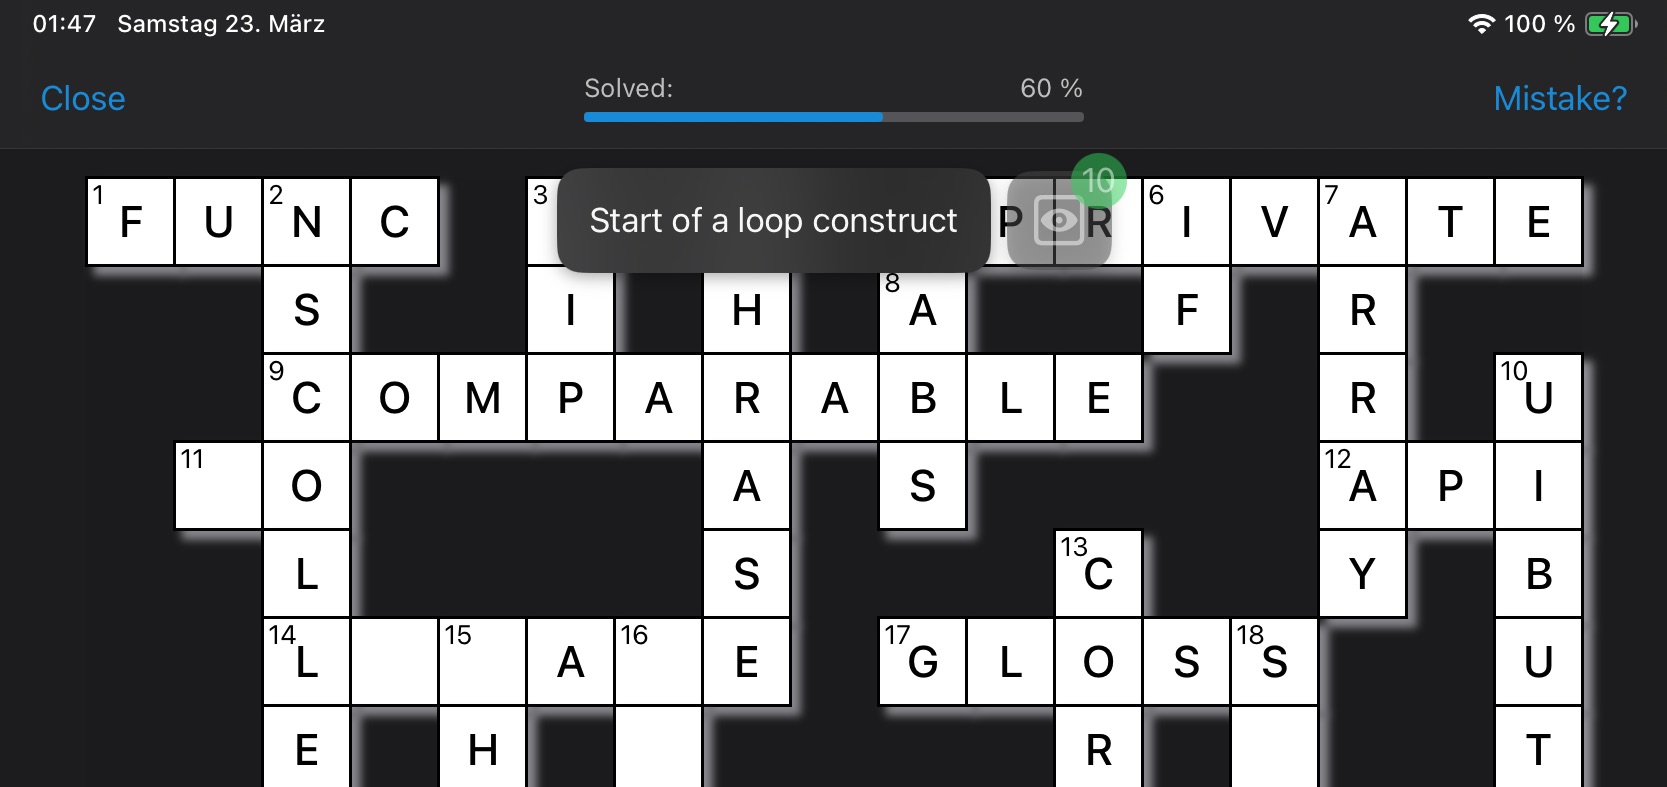 01:47 Samstag 23. März 100 %
Close Solved: 60 % Mistake?
10
1 F U 2 N C 3 Start of a loop construct P R 6 I V 7 A T E
S I H 8 A F R
9 C O M P A R A B L E R 10 U
11 O A S 12 A P I
L S 13 C Y B
14 L 15 A 16 E 17 G L O S 18 S U
E H R T